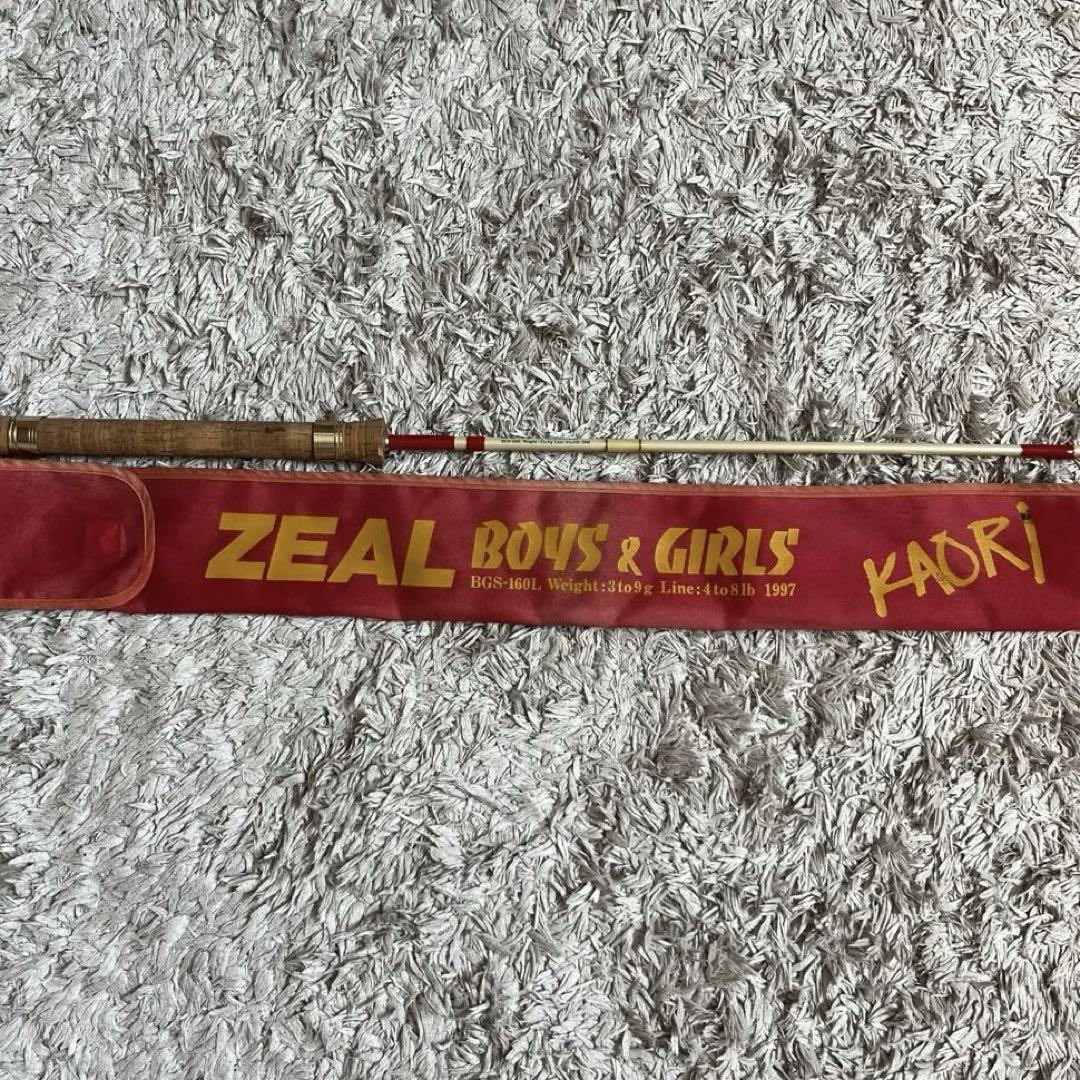 ZEAL BOYS & GIRLS KAORi
BGS-160L Weight:3to9g Line:4to8lb 1997